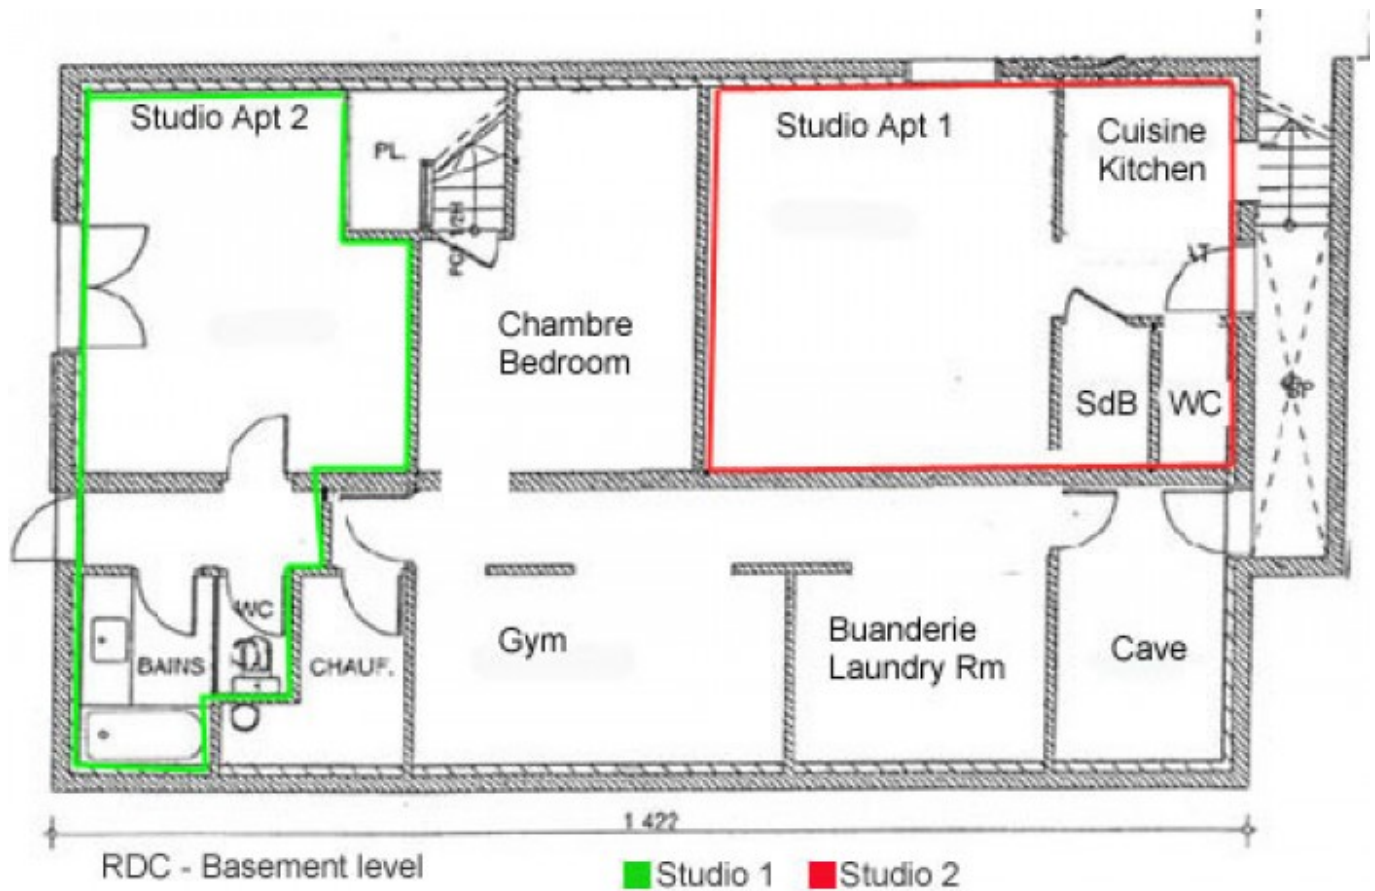 Studio Apt 2
PL.
Studio Apt 1
Cuisine
Kitchen
Chambre
Bedroom
SdB
WC
WC
BAINS
CHAUF.
Gym
Buanderie
Laundry Rm
Cave
1 422
RDC - Basement level
Studio 1
Studio 2